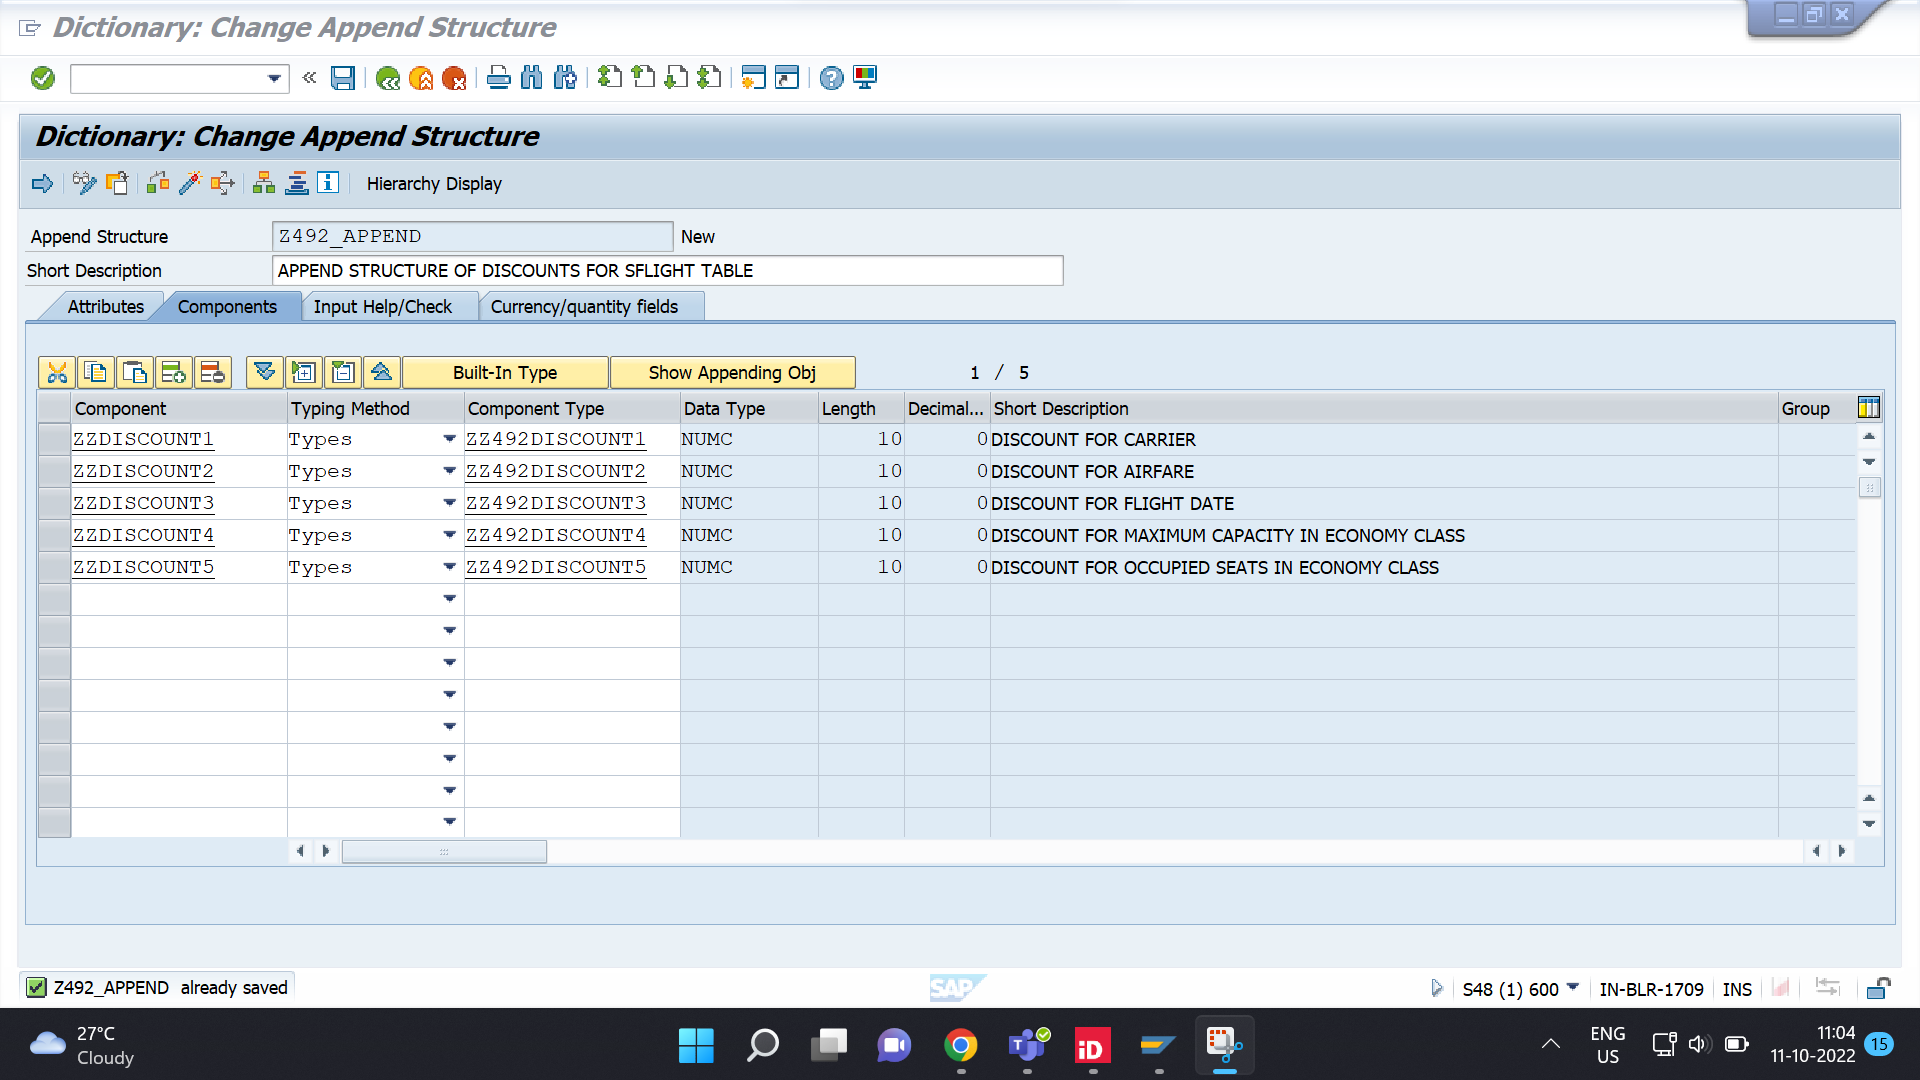 Dictionary: Change Append Structure
Dictionary: Change Append Structure
Hierarchy Display
Append Structure Z492_APPEND New
Short Description APPEND STRUCTURE OF DISCOUNTS FOR SFLIGHT TABLE
Attributes Components Input Help/Check Currency/quantity fields
Built-In Type Show Appending Obj 1 / 5
Component Typing Method Component Type Data Type Length Decimal... Short Description Group
ZZDISCOUNT1 Types ZZ492DISCOUNT1 NUMC 10 0 DISCOUNT FOR CARRIER
ZZDISCOUNT2 Types ZZ492DISCOUNT2 NUMC 10 0 DISCOUNT FOR AIRFARE
ZZDISCOUNT3 Types ZZ492DISCOUNT3 NUMC 10 0 DISCOUNT FOR FLIGHT DATE
ZZDISCOUNT4 Types ZZ492DISCOUNT4 NUMC 10 0 DISCOUNT FOR MAXIMUM CAPACITY IN ECONOMY CLASS
ZZDISCOUNT5 Types ZZ492DISCOUNT5 NUMC 10 0 DISCOUNT FOR OCCUPIED SEATS IN ECONOMY CLASS
Z492_APPEND already saved SAP S48 (1) 600 IN-BLR-1709 INS
27°C
Cloudy
T iD
ENG
US
11:04
11-10-2022
15